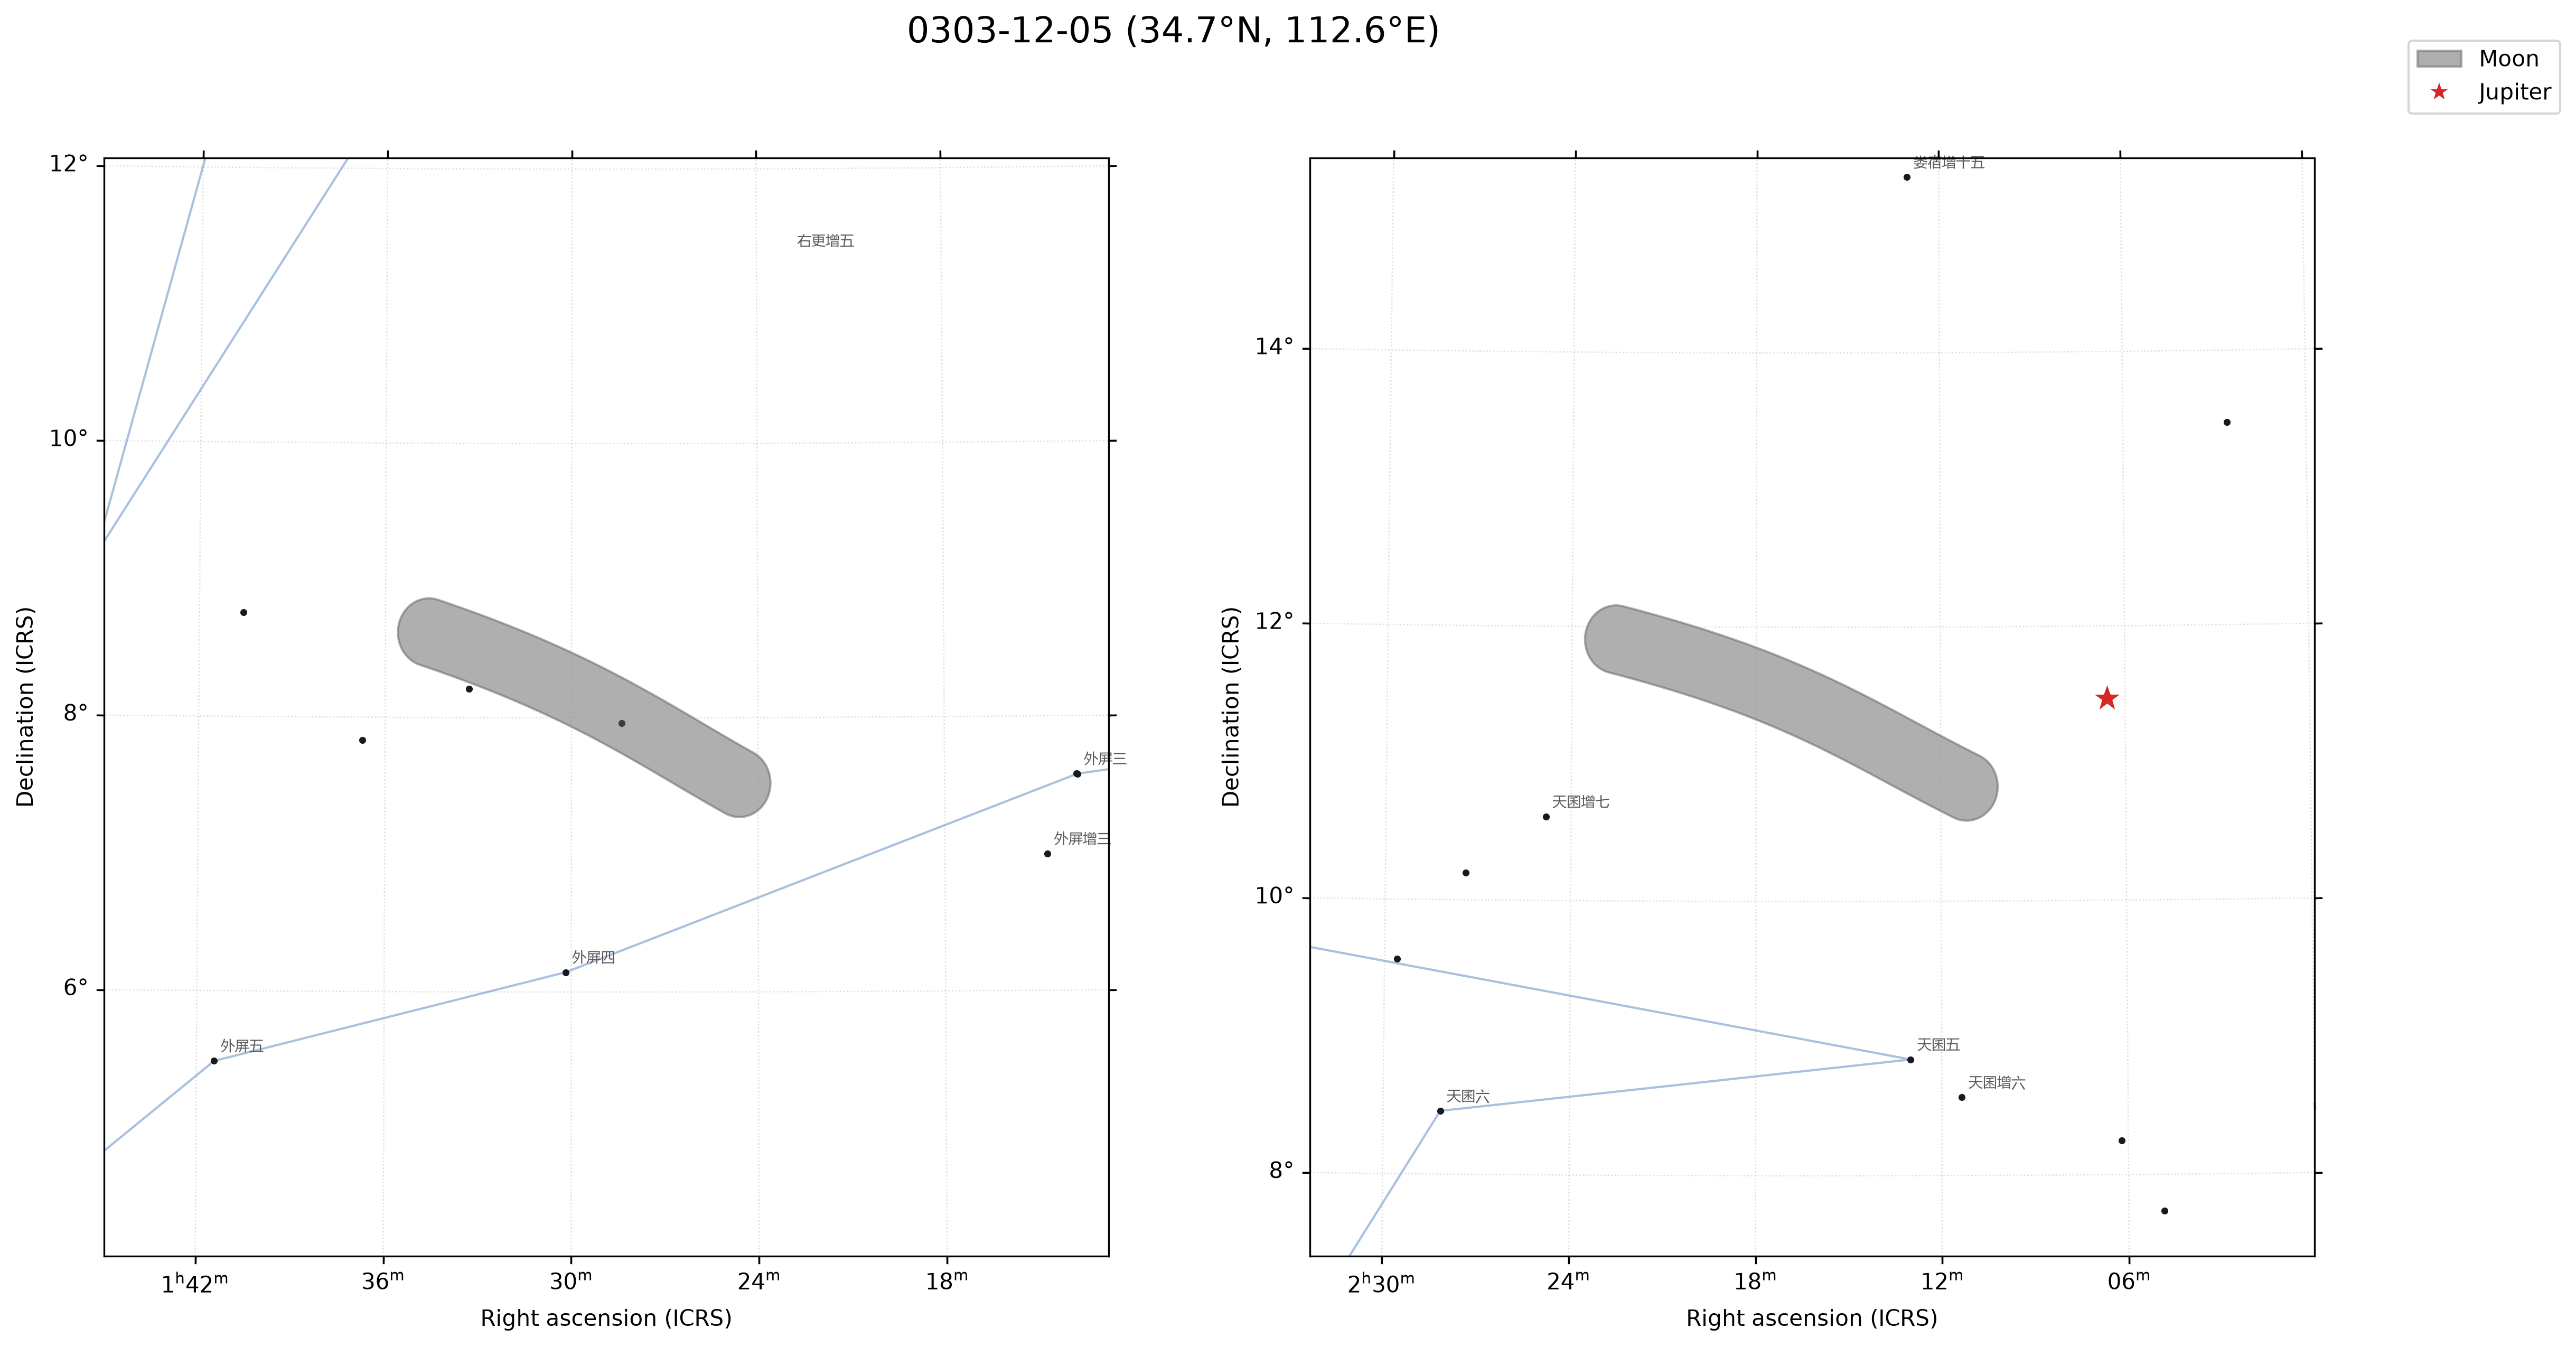 0303-12-05 (34.7°N, 112.6°E)
Moon
Jupiter
12°
10°
8°
6°
Declination (ICRS)
右更增五
外屏三
外屏增三
外屏四
外屏五
1ʰ42ᵐ
36ᵐ
30ᵐ
24ᵐ
18ᵐ
Right ascension (ICRS)
14°
12°
10°
8°
Declination (ICRS)
娄宿增十五
天囷增七
天囷五
天囷增六
天囷六
2ʰ30ᵐ
24ᵐ
18ᵐ
12ᵐ
06ᵐ
Right ascension (ICRS)